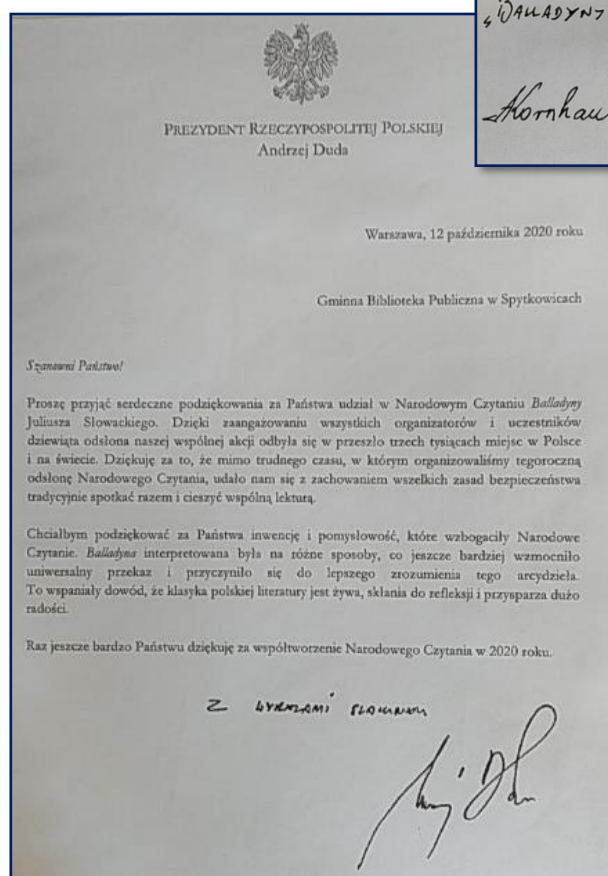 „BALLADYNY
AKornhau
PREZYDENT RZECZYPOSPOLITEJ POLSKIEJ
Andrzej Duda
Warszawa, 12 października 2020 roku
Gminna Biblioteka Publiczna w Spytkowicach
Szanowni Państwo!
Proszę przyjąć serdeczne podziękowania za Państwa udział w Narodowym Czytaniu Balladyny
Juliusza Słowackiego. Dzięki zaangażowaniu wszystkich organizatorów i uczestników
dziewiąta odsłona naszej wspólnej akcji odbyła się w przeszło trzech tysiącach miejsc w Polsce
i na świecie. Dziękuję za to, że mimo trudnego czasu, w którym organizowaliśmy tegoroczną
odsłonę Narodowego Czytania, udało nam się z zachowaniem wszelkich zasad bezpieczeństwa
tradycyjnie spotkać razem i cieszyć wspólną lekturą.
Chciałbym podziękować za Państwa inwencję i pomysłowość, które wzbogaciły Narodowe
Czytanie. Balladyna interpretowana była na różne sposoby, co jeszcze bardziej wzmocniło
uniwersalny przekaz i przyczyniło się do lepszego zrozumienia tego arcydzieła.
To wspaniały dowód, że klasyka polskiej literatury jest żywa, skłania do refleksji i przysparza dużo
radości.
Raz jeszcze bardzo Państwu dziękuję za współtworzenie Narodowego Czytania w 2020 roku.
Z WYRAZAMI SZACUNKU